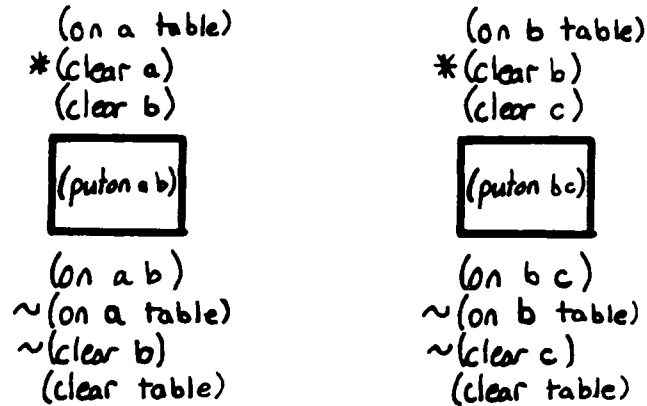 (on a table)
*(clear a)
(clear b)
(puton a b)
(on a b)
~(on a table)
~(clear b)
(clear table)
(on b table)
*(clear b)
(clear c)
(puton b c)
(on b c)
~(on b table)
~(clear c)
(clear table)